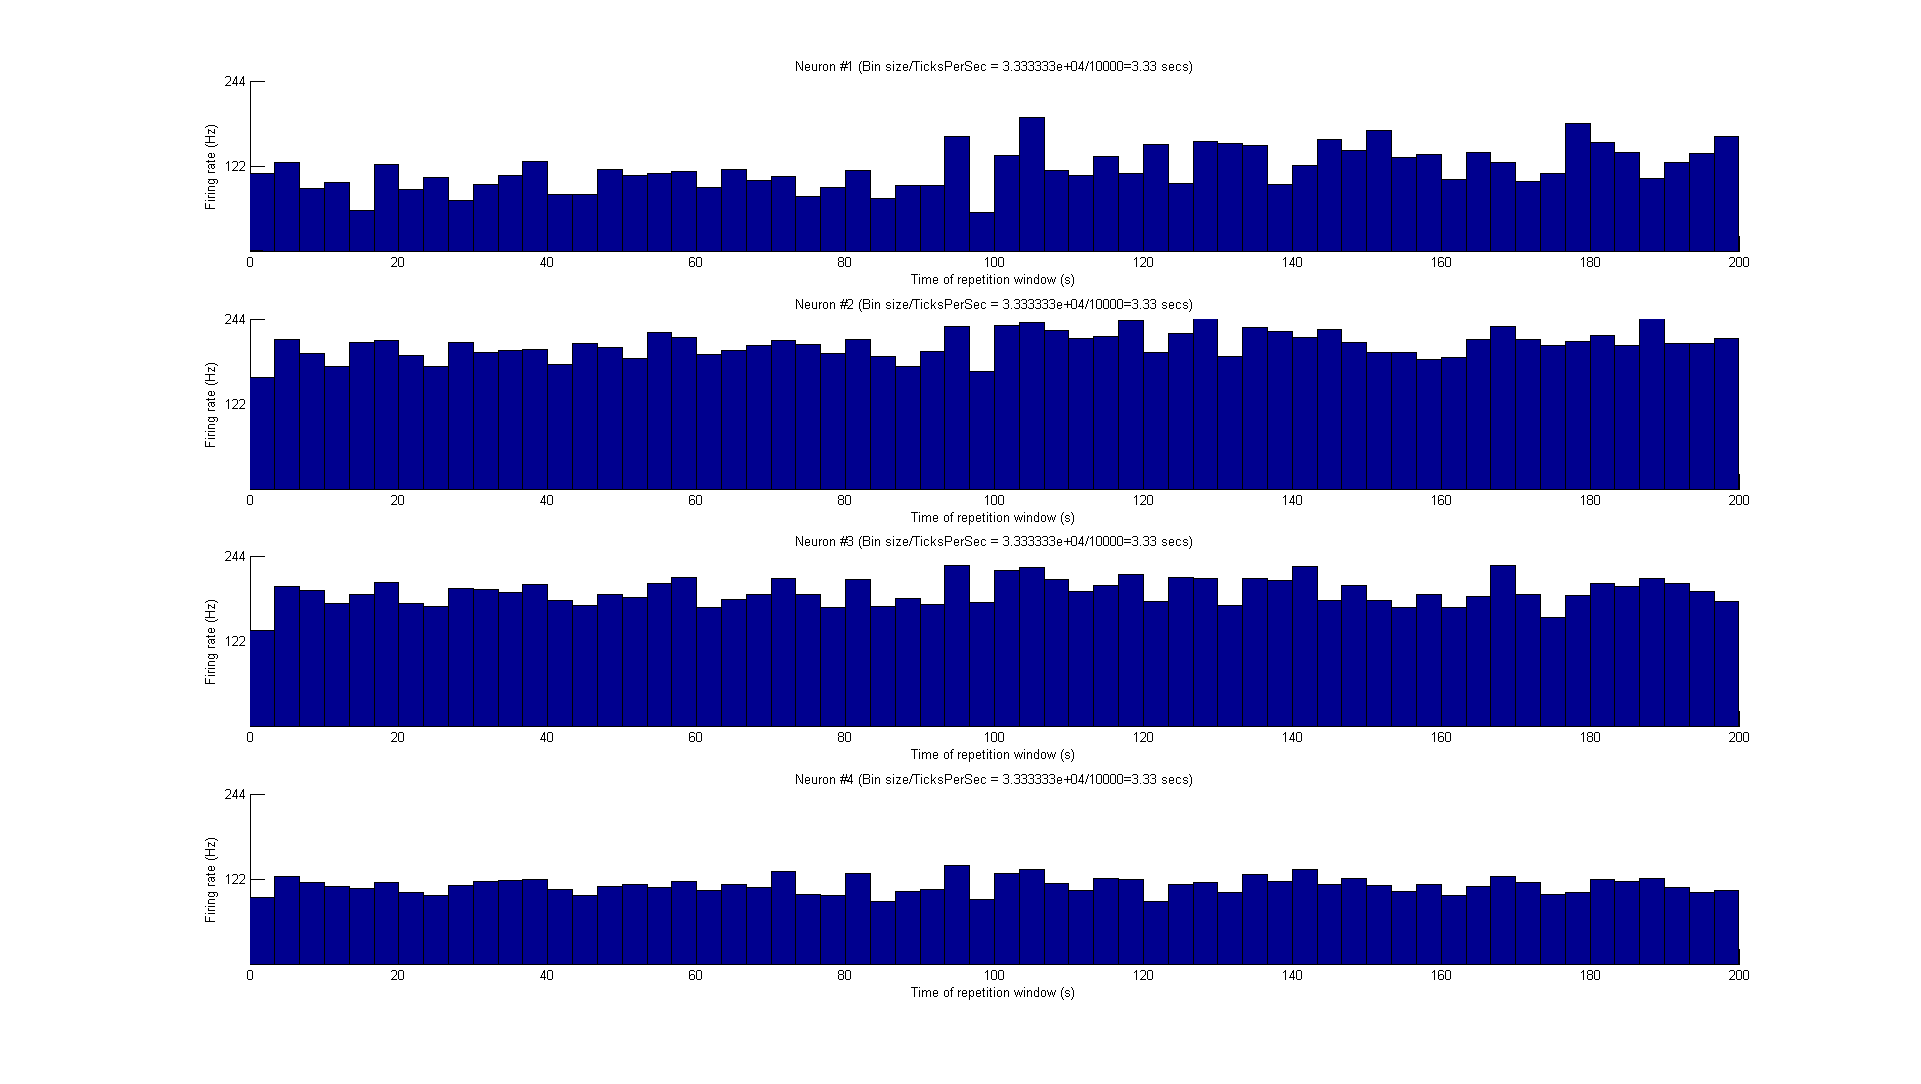 Neuron #1 (Bin size/TicksPerSec = 3.333333e+04/10000=3.33 secs)
244
122
Firing rate (Hz)
0 20 40 60 80 100 120 140 160 180 200
Time of repetition window (s)
Neuron #2 (Bin size/TicksPerSec = 3.333333e+04/10000=3.33 secs)
244
122
Firing rate (Hz)
0 20 40 60 80 100 120 140 160 180 200
Time of repetition window (s)
Neuron #3 (Bin size/TicksPerSec = 3.333333e+04/10000=3.33 secs)
244
122
Firing rate (Hz)
0 20 40 60 80 100 120 140 160 180 200
Time of repetition window (s)
Neuron #4 (Bin size/TicksPerSec = 3.333333e+04/10000=3.33 secs)
244
122
Firing rate (Hz)
0 20 40 60 80 100 120 140 160 180 200
Time of repetition window (s)